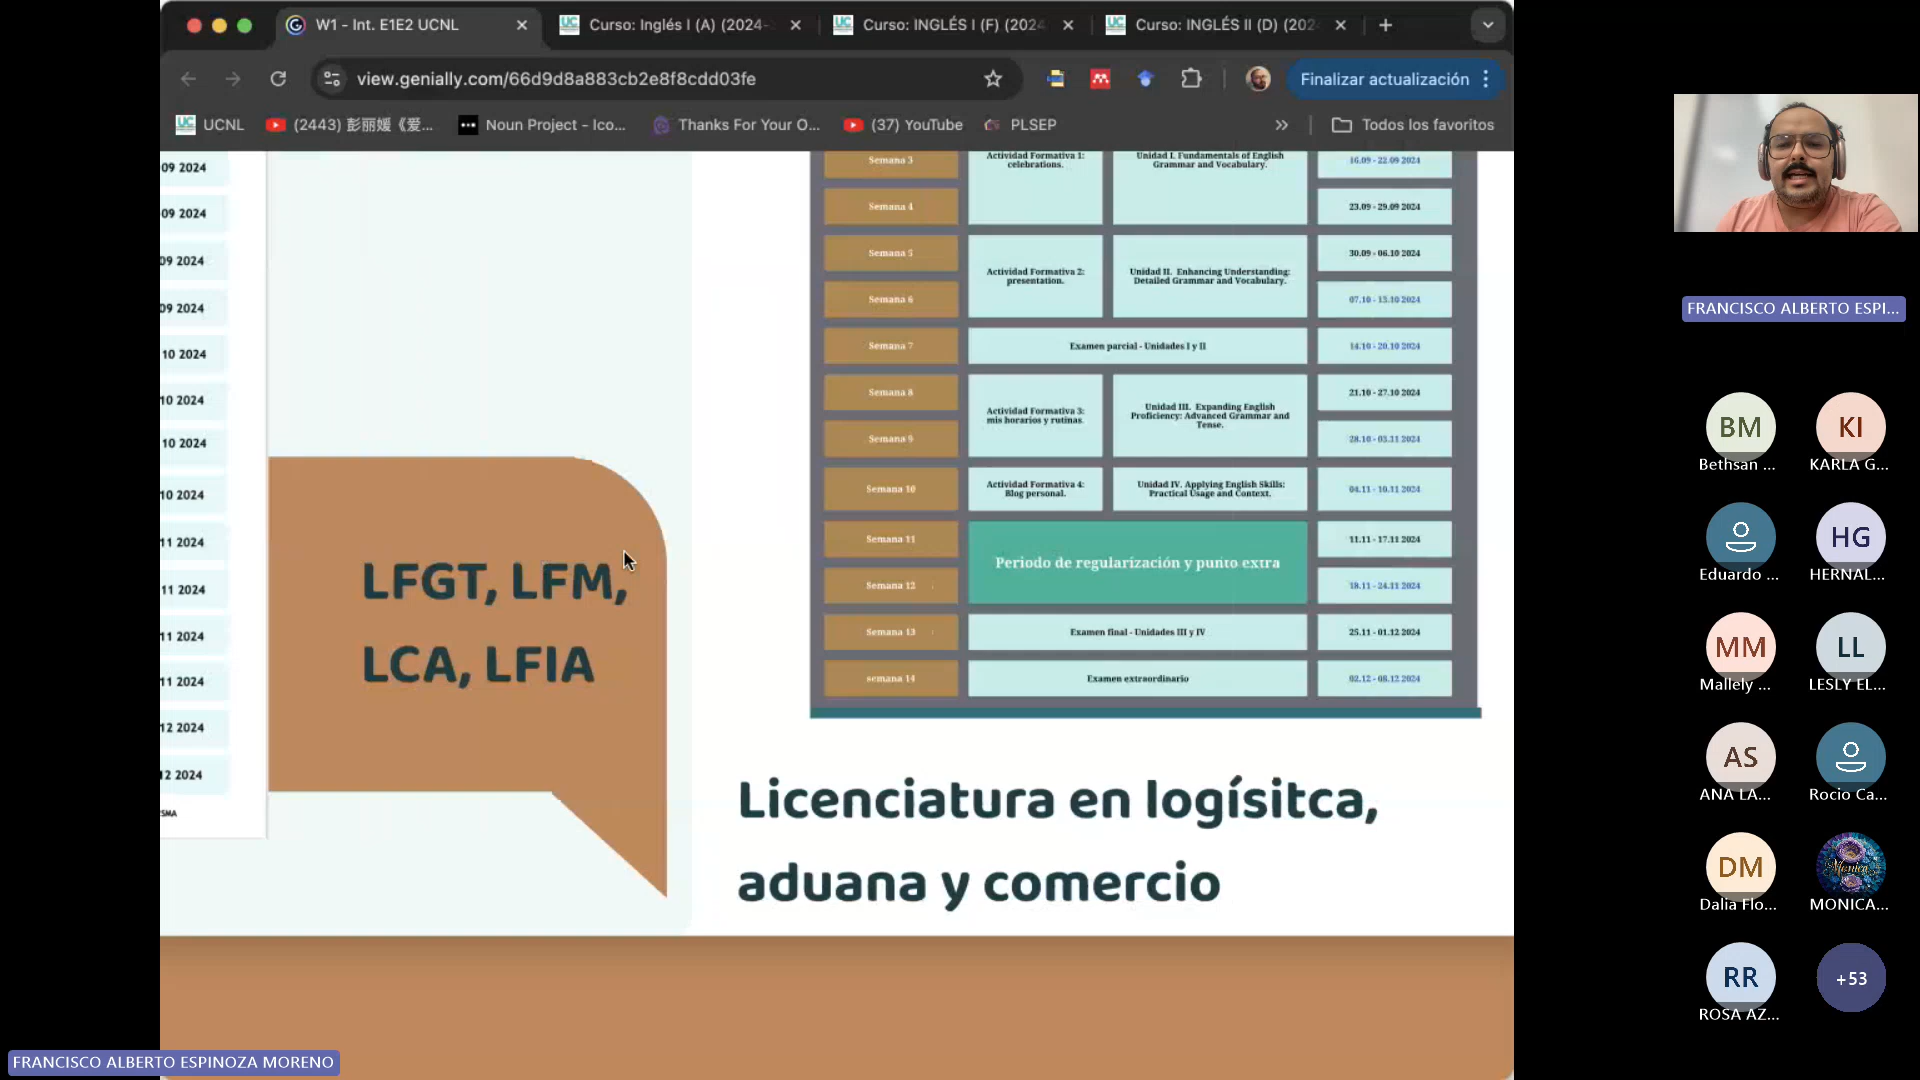 W1 - Int. E1E2 UCNL
Curso: Inglés I (A) (2024-
Curso: INGLÉS I (F) (2024
Curso: INGLÉS II (D) (202
view.genially.com/66d9d8a883cb2e8f8cdd03fe
Finalizar actualización
UCNL
(2443) 彭丽媛《爱...
Noun Project - Ico...
Thanks For Your O...
(37) YouTube
PLSEP
Todos los favoritos
09 2024
09 2024
09 2024
09 2024
10 2024
10 2024
10 2024
10 2024
11 2024
11 2024
11 2024
11 2024
12 2024
12 2024
SMA
LFGT, LFM,
LCA, LFIA
Semana 3
Actividad Formativa 1:
celebrations.
Unidad I. Fundamentals of English
Grammar and Vocabulary.
16.09 - 22.09 2024
Semana 4
23.09 - 29.09 2024
Semana 5
Actividad Formativa 2:
presentation.
Unidad II. Enhancing Understanding:
Detailed Grammar and Vocabulary.
30.09 - 06.10 2024
Semana 6
07.10 - 13.10 2024
Semana 7
Examen parcial - Unidades I y II
14.10 - 20.10 2024
Semana 8
Actividad Formativa 3:
mis horarios y rutinas.
Unidad III. Expanding English
Proficiency: Advanced Grammar and
Tense.
21.10 - 27.10 2024
Semana 9
28.10 - 03.11 2024
Semana 10
Actividad Formativa 4:
Blog personal.
Unidad IV. Applying English Skills:
Practical Usage and Context.
04.11 - 10.11 2024
Semana 11
Periodo de regularización y punto extra
11.11 - 17.11 2024
Semana 12
18.11 - 24.11 2024
Semana 13
Examen final - Unidades III y IV
25.11 - 01.12 2024
semana 14
Examen extraordinario
02.12 - 08.12 2024
Licenciatura en logísitca,
aduana y comercio
FRANCISCO ALBERTO ESPI...
BM
Bethsan ...
KI
KARLA G...
Eduardo ...
HG
HERNAL...
MM
Mallely ...
LL
LESLY EL...
AS
ANA LA...
Rocio Ca...
DM
Dalia Flo...
Monica
MONICA...
RR
ROSA AZ...
+53
FRANCISCO ALBERTO ESPINOZA MORENO